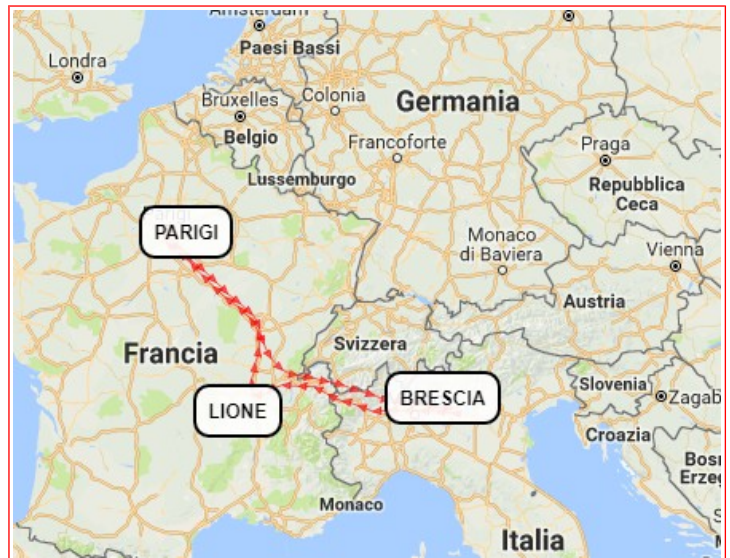 Amsterdam
Londra
Paesi Bassi
Bruxelles
Colonia
Germania
Belgio
Francoforte
Praga
Lussemburgo
Repubblica
Ceca
PARIGI
Monaco
di Baviera
Vienna
Austria
Svizzera
Francia
Slovenia
Zagab
BRESCIA
LIONE
Croazia
Bos
Erzeg
Monaco
Italia